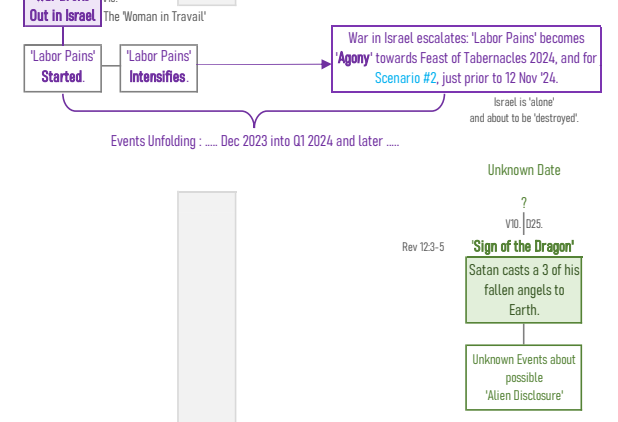 Out in Israel
The 'Woman in Travail'
'Labor Pains'
Started.
'Labor Pains'
Intensifies.
War in Israel escalates: 'Labor Pains' becomes
'Agony' towards Feast of Tabernacles 2024, and for
Scenario #2, just prior to 12 Nov '24.
Israel is 'alone'
and about to be 'destroyed'.
Events Unfolding : ..... Dec 2023 into Q1 2024 and later .....
Unknown Date
?
V10. D25.
Rev 12:3-5
'Sign of the Dragon'
Satan casts a 3 of his
fallen angels to
Earth.
Unknown Events about
possible
'Alien Disclosure'